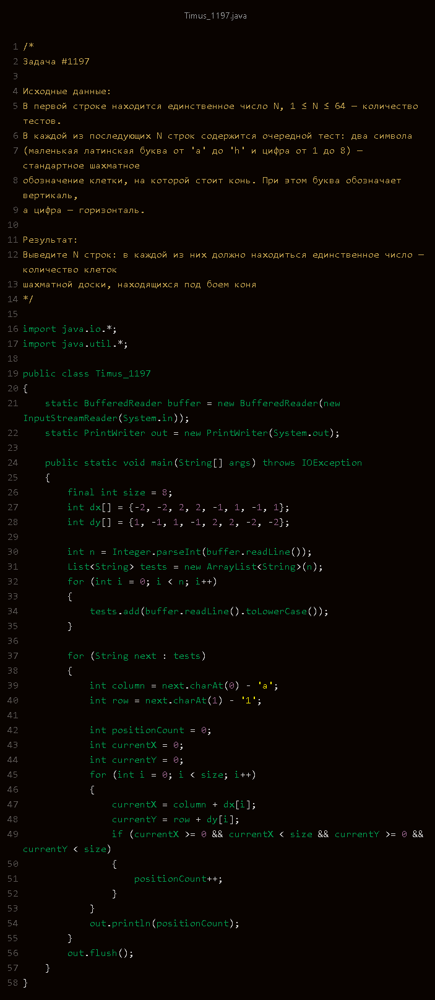 Timus_1197.java
1 /*
2 Задача #1197
3
4 Исходные данные:
5 В первой строке находится единственное число N, 1 ≤ N ≤ 64 — количество
тестов.
6 В каждой из последующих N строк содержится очередной тест: два символа
7 (маленькая латинская буква от 'a' до 'h' и цифра от 1 до 8) —
стандартное шахматное
8 обозначение клетки, на которой стоит конь. При этом буква обозначает
вертикаль,
9 а цифра — горизонталь.
10
11 Результат:
12 Выведите N строк: в каждой из них должно находиться единственное число —
количество клеток
13 шахматной доски, находящихся под боем коня
14 */
15
16 import java.io.*;
17 import java.util.*;
18
19 public class Timus_1197
20 {
21     static BufferedReader buffer = new BufferedReader(new
InputStreamReader(System.in));
22     static PrintWriter out = new PrintWriter(System.out);
23
24     public static void main(String[] args) throws IOException
25     {
26         final int size = 8;
27         int dx[] = {-2, -2, 2, 2, -1, 1, -1, 1};
28         int dy[] = {1, -1, 1, -1, 2, 2, -2, -2};
29
30         int n = Integer.parseInt(buffer.readLine());
31         List<String> tests = new ArrayList<String>(n);
32         for (int i = 0; i < n; i++)
33         {
34             tests.add(buffer.readLine().toLowerCase());
35         }
36
37         for (String next : tests)
38         {
39             int column = next.charAt(0) - 'a';
40             int row = next.charAt(1) - '1';
41
42             int positionCount = 0;
43             int currentX = 0;
44             int currentY = 0;
45             for (int i = 0; i < size; i++)
46             {
47                 currentX = column + dx[i];
48                 currentY = row + dy[i];
49                 if (currentX >= 0 && currentX < size && currentY >= 0 &&
currentY < size)
50                 {
51                     positionCount++;
52                 }
53             }
54             out.println(positionCount);
55         }
56         out.flush();
57     }
58 }